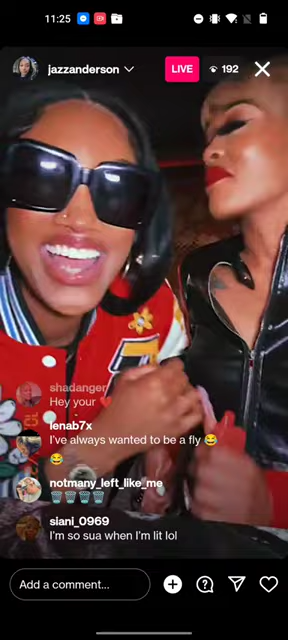 11:25
jazzanderson
LIVE
192
shadanger
Hey your ❤️
lenab7x
I've always wanted to be a fly 😂
😂
notmany_left_like_me
🗑️🗑️🗑️🗑️
siani_0969
I'm so sua when I'm lit lol
Add a comment...